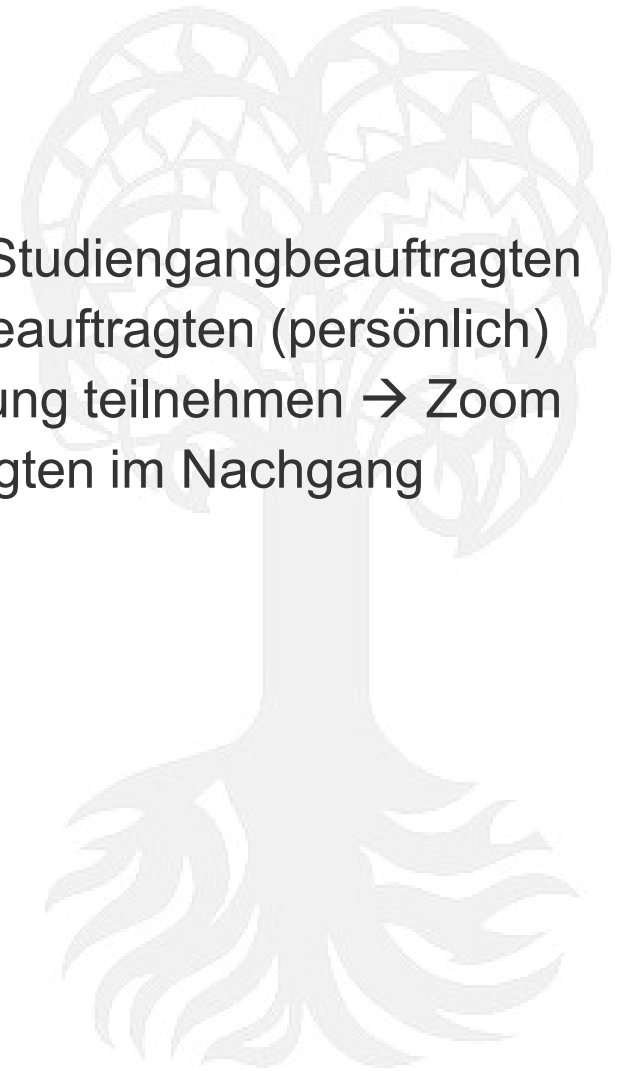 Studiengangbeauftragten
eauftragten (persönlich)
ung teilnehmen → Zoom
gten im Nachgang